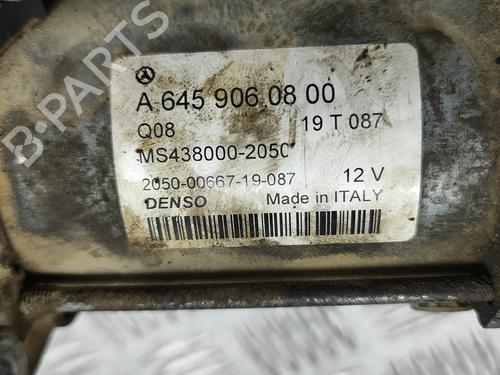 B-PARTS
A 645 906 08 00
Q08 19 T 087
MS438000-2050
2050-00667-19-087 12 V
DENSO Made in ITALY